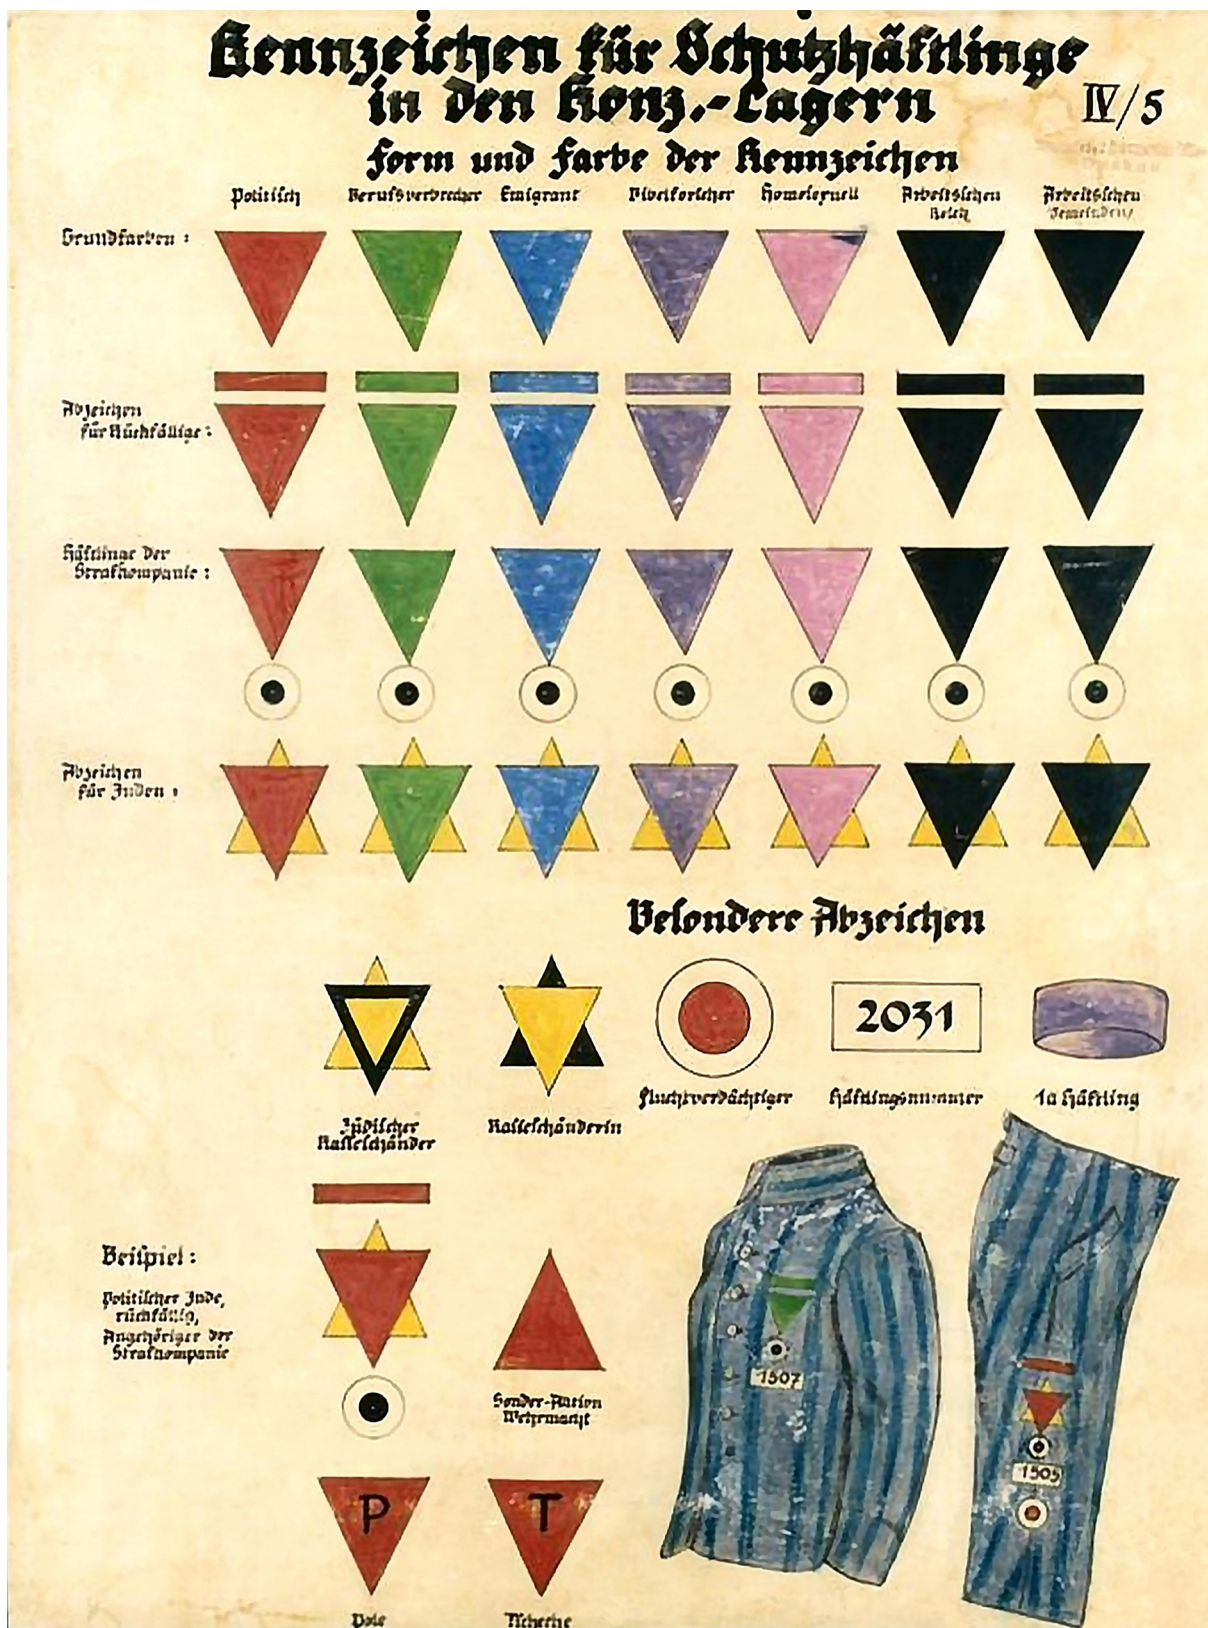 Kennzeichen für Schutzhäftlinge
in den Konz.-Lagern
IV/5
Form und Farbe der Kennzeichen
Politisch Berufsverbrecher Emigrant Bibelforscher Homosexuell Arbeitsscheu Arbeitsscheu
Reich Gemeinden
Grundfarben:
Abzeichen
für Rückfällige:
Häftlinge der
Strafkompanie:
Abzeichen
für Juden:
Besondere Abzeichen
2031
Jüdischer
Rasseschänder
Rasseschänderin
Fluchtverdächtiger
Häftlingsnummer
1a Häftling
Beispiel:
Politischer Jude,
rückfällig,
Angehöriger der
Strafkompanie
Sonder-Aktion
Wehrmacht
P
T
Pole
Tscheche
1507
1505